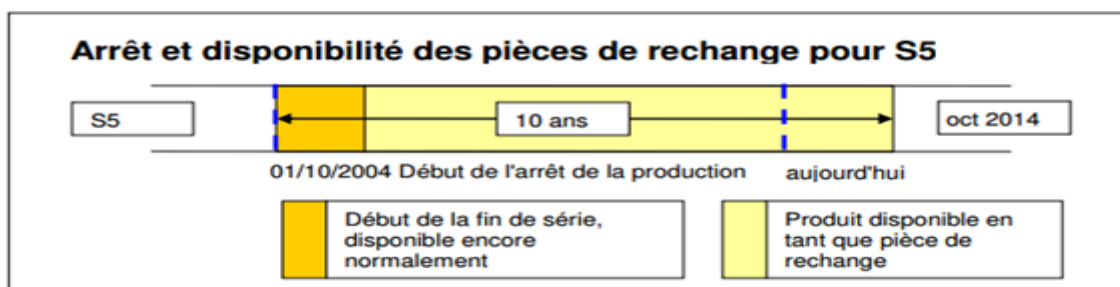 Arrêt et disponibilité des pièces de rechange pour S5
S5
10 ans
oct 2014
01/10/2004 Début de l'arrêt de la production
aujourd'hui
Début de la fin de série,
disponible encore
normalement
Produit disponible en
tant que pièce de
rechange